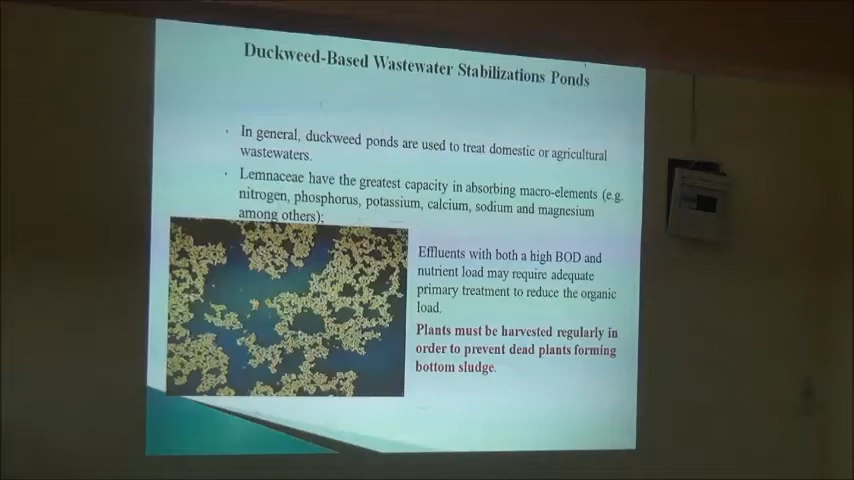 Duckweed-Based Wastewater Stabilizations Ponds
• In general, duckweed ponds are used to treat domestic or agricultural
wastewaters.
• Lemnaceae have the greatest capacity in absorbing macro-elements (e.g.
nitrogen, phosphorus, potassium, calcium, sodium and magnesium
among others);
Effluents with both a high BOD and
nutrient load may require adequate
primary treatment to reduce the organic
load.
Plants must be harvested regularly in
order to prevent dead plants forming
bottom sludge.